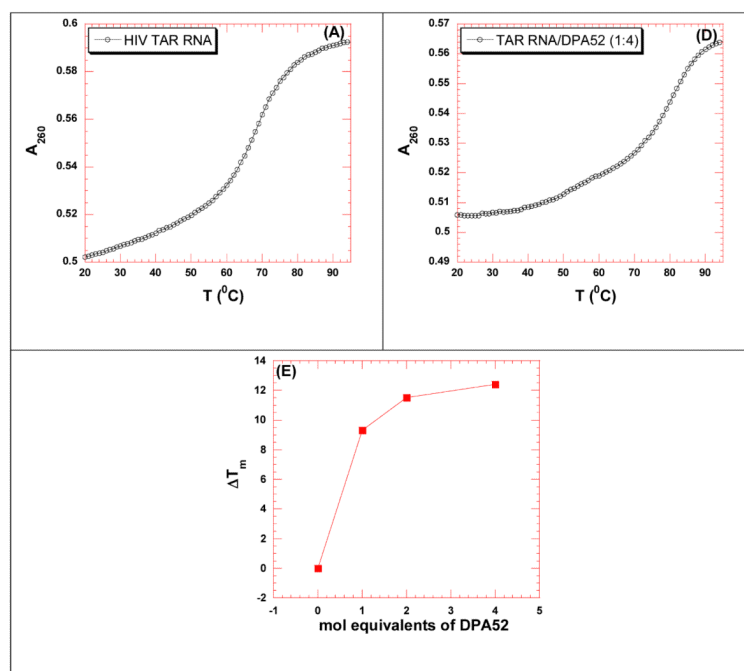 HIV TAR RNA
(A)
0.6
0.58
0.56
0.54
0.52
0.5
A260
20 30 40 50 60 70 80 90
T (⁰C)
TAR RNA/DPA52 (1:4)
(D)
0.57
0.56
0.55
0.54
0.53
0.52
0.51
0.5
0.49
A260
20 30 40 50 60 70 80 90
T (⁰C)
(E)
14
12
10
8
6
4
2
0
-2
ΔTm
-1 0 1 2 3 4 5
mol equivalents of DPA52